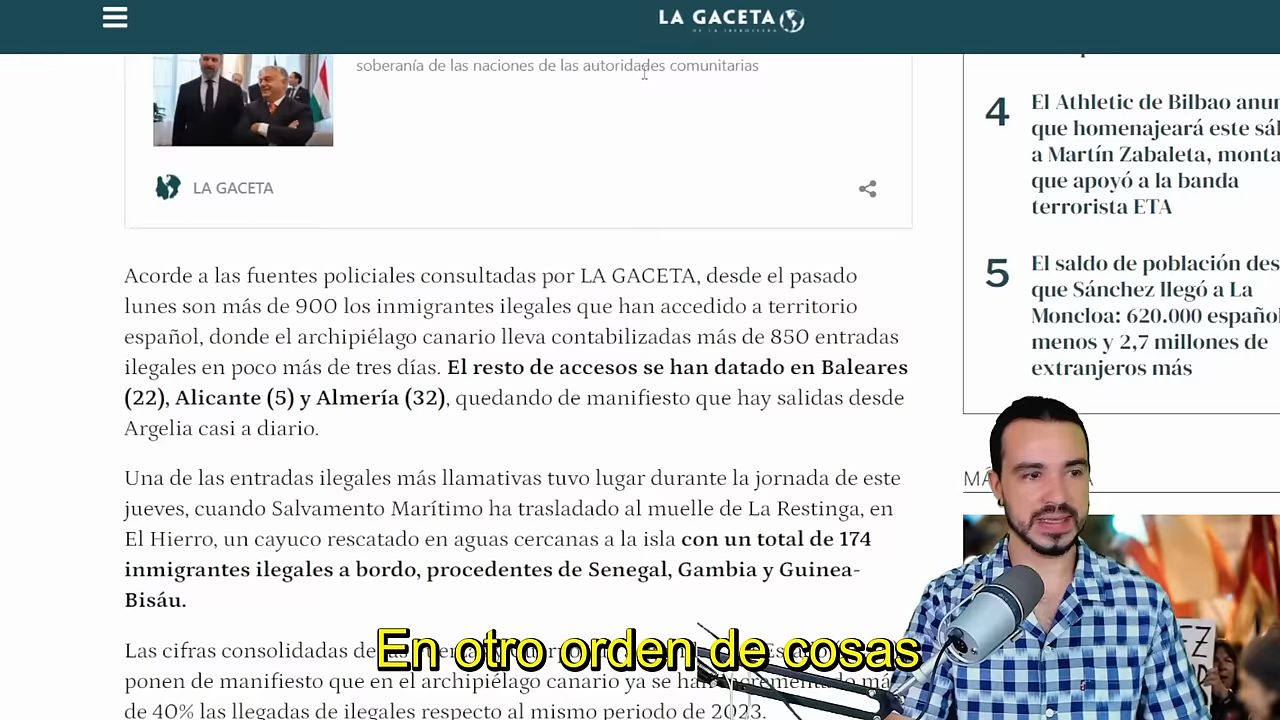 LA GACETA
DE LA IBEROSFERA
soberanía de las naciones de las autoridades comunitarias
LA GACETA
Acorde a las fuentes policiales consultadas por LA GACETA, desde el pasado
lunes son más de 900 los inmigrantes ilegales que han accedido a territorio
español, donde el archipiélago canario lleva contabilizadas más de 850 entradas
ilegales en poco más de tres días. El resto de accesos se han datado en Baleares
(22), Alicante (5) y Almería (32), quedando de manifiesto que hay salidas desde
Argelia casi a diario.
Una de las entradas ilegales más llamativas tuvo lugar durante la jornada de este
jueves, cuando Salvamento Marítimo ha trasladado al muelle de La Restinga, en
El Hierro, un cayuco rescatado en aguas cercanas a la isla con un total de 174
inmigrantes ilegales a bordo, procedentes de Senegal, Gambia y Guinea-
Bisáu.
Las cifras consolidadas de
ponen de manifiesto que en el archipiélago canario ya se han incrementado más
de 40% las llegadas de ilegales respecto al mismo periodo de 2023.
4
El Athletic de Bilbao anun
que homenajeará este sá
a Martín Zabaleta, monta
que apoyó a la banda
terrorista ETA
5
El saldo de población des
que Sánchez llegó a La
Moncloa: 620.000 español
menos y 2,7 millones de
extranjeros más
En otro orden de cosas